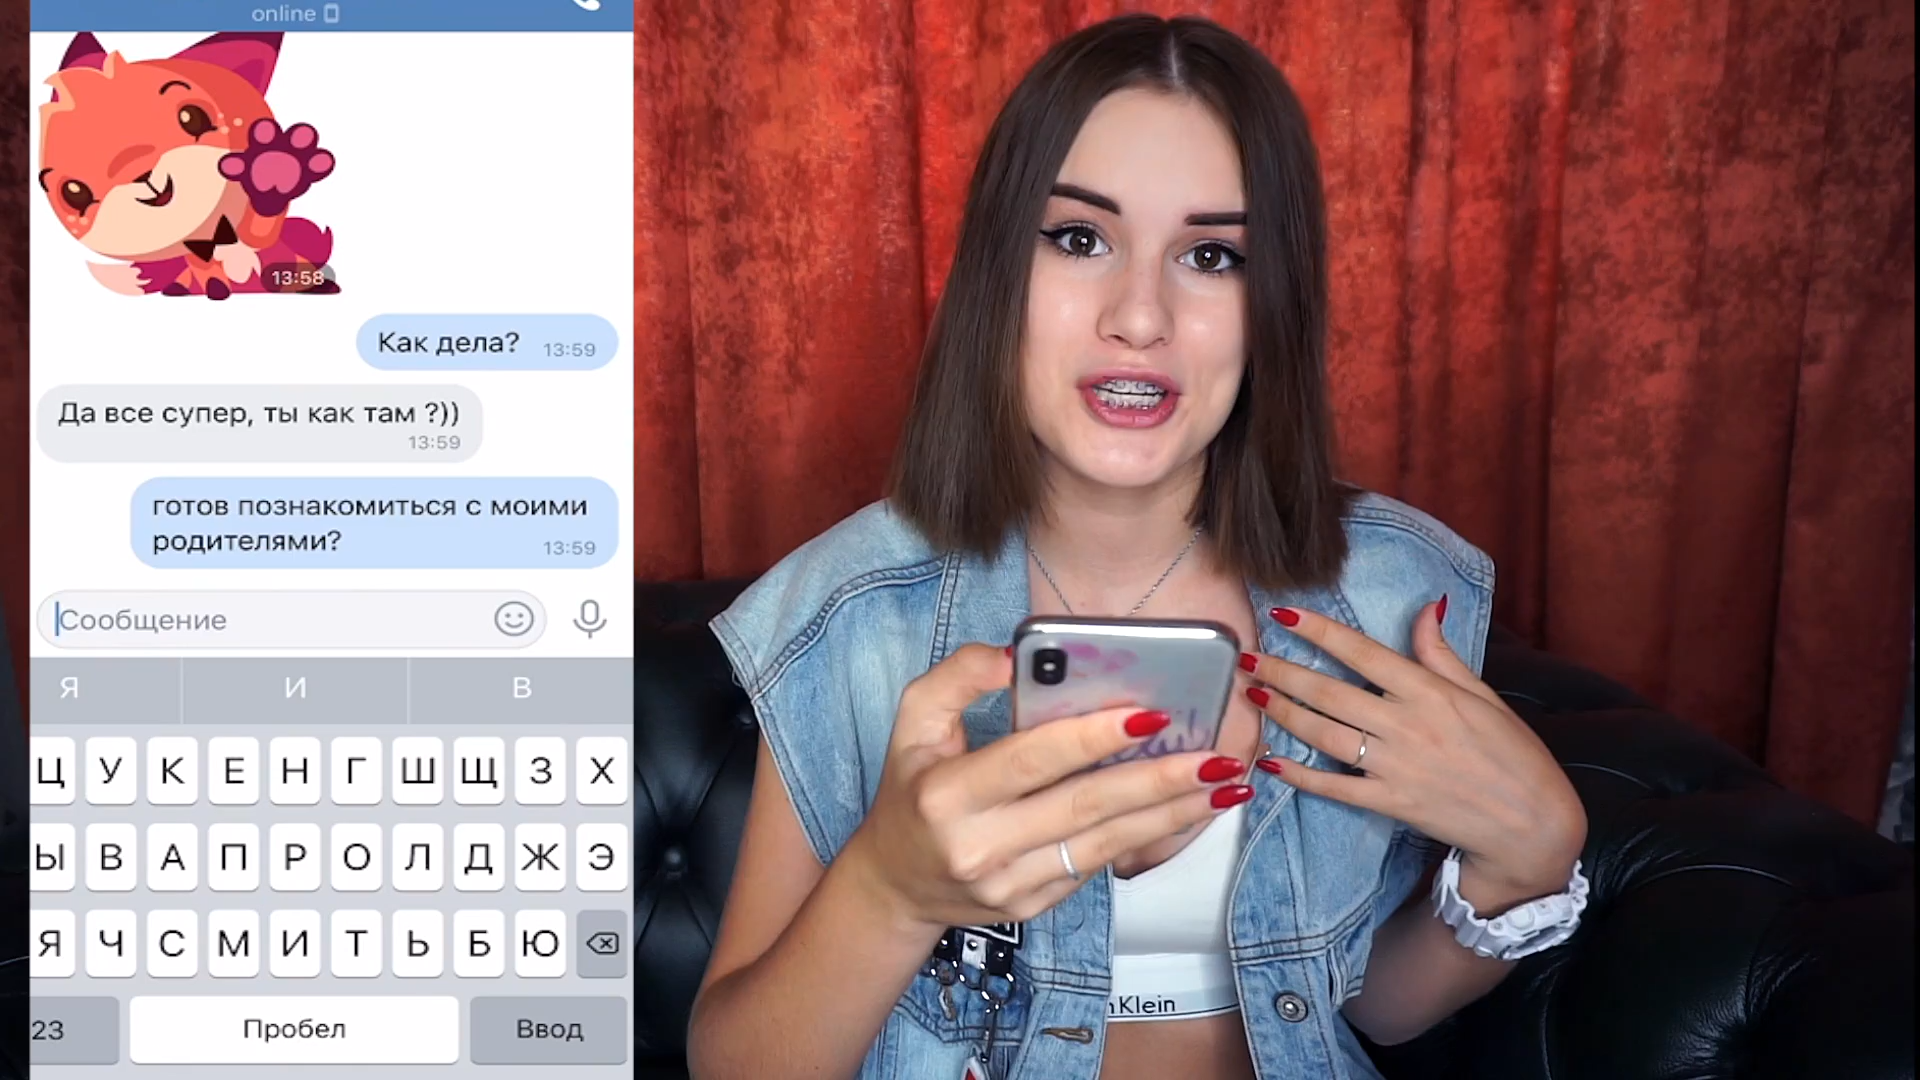 online
13:58
Как дела? 13:59
Да все супер, ты как там ?))
13:59
готов познакомиться с моими
родителями? 13:59
Сообщение
Я И В
Ц У К Е Н Г Ш Щ З Х
Ы В А П Р О Л Д Ж Э
Я Ч С М И Т Ь Б Ю
23 Пробел Ввод
Klein